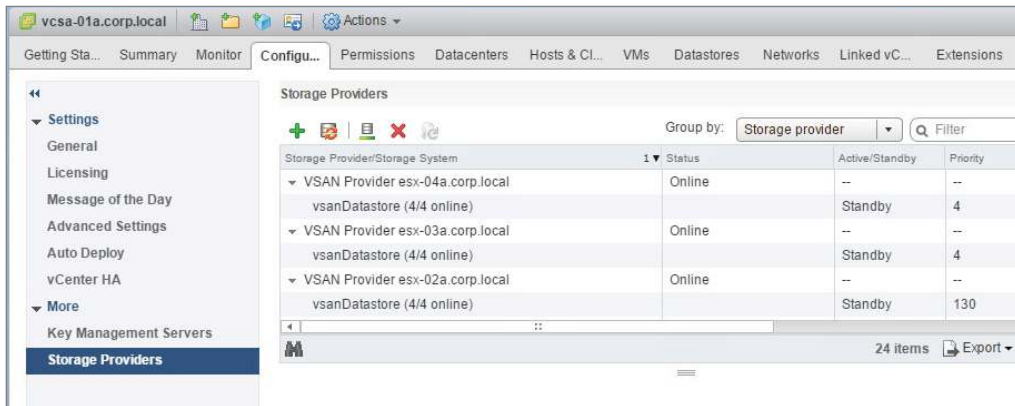 vcsa-01a.corp.local Actions
Getting Sta... Summary Monitor Configu... Permissions Datacenters Hosts & Cl... VMs Datastores Networks Linked vC... Extensions
Settings
General
Licensing
Message of the Day
Advanced Settings
Auto Deploy
vCenter HA
More
Key Management Servers
Storage Providers
Storage Providers
Group by: Storage provider Filter
Storage Provider/Storage System 1 Status Active/Standby Priority
VSAN Provider esx-04a.corp.local Online -- --
vsanDatastore (4/4 online) Standby 4
VSAN Provider esx-03a.corp.local Online -- --
vsanDatastore (4/4 online) Standby 4
VSAN Provider esx-02a.corp.local Online -- --
vsanDatastore (4/4 online) Standby 130
24 items Export